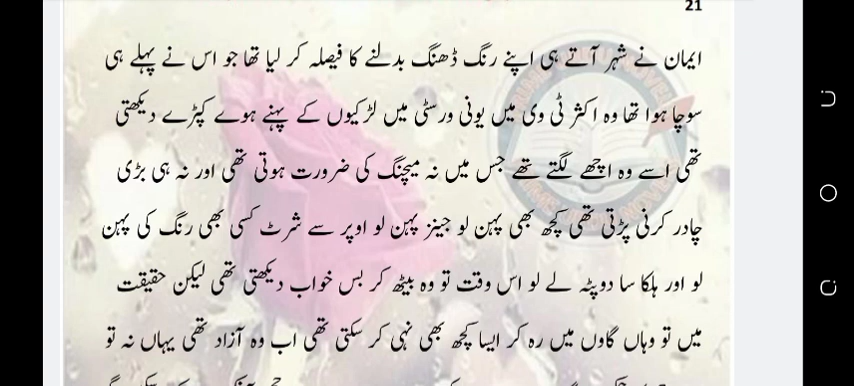 21
ایمان نے شہر آتے ہی اپنے رنگ ڈھنگ بدلنے کا فیصلہ کر لیا تھا جو اس نے پہلے ہی
سوچا ہوا تھا وہ اکثر ٹی وی میں یونی ورسٹی میں لڑکیوں کے پہنے ہوے کپڑے دیکھتی
تھی اسے وہ اچھے لگتے تھے جس میں نہ میچنگ کی ضرورت ہوتی تھی اور نہ ہی بڑی
چادر کرنی پڑتی تھی کچھ بھی پہن لو جینز پہن لو اوپر سے شرٹ کسی بھی رنگ کی پہن
لو اور ہلکا سا دوپٹہ لے لو اس وقت تو وہ بیٹھ کر بس خواب دیکھتی تھی لیکن حقیقت
میں تو وہاں گاوں میں رہ کر ایسا کچھ بھی نہی کر سکتی تھی اب وہ آزاد تھی یہاں نہ تو